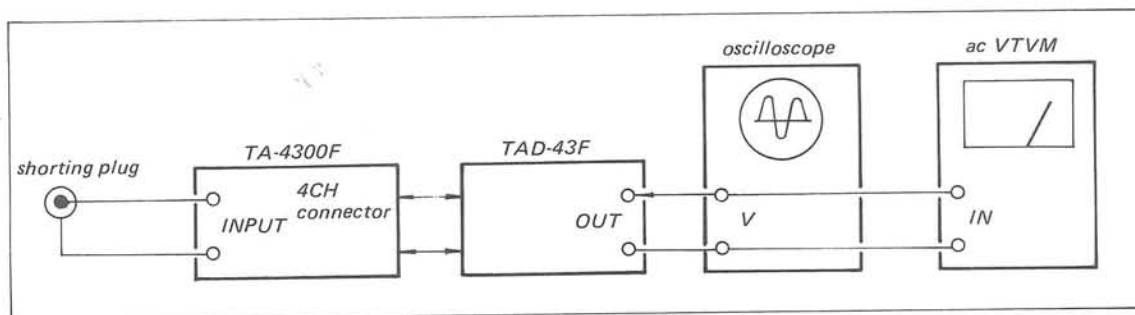 oscilloscope
ac VTVM
shorting plug
TA-4300F
TAD-43F
INPUT
4CH
connector
OUT
V
IN